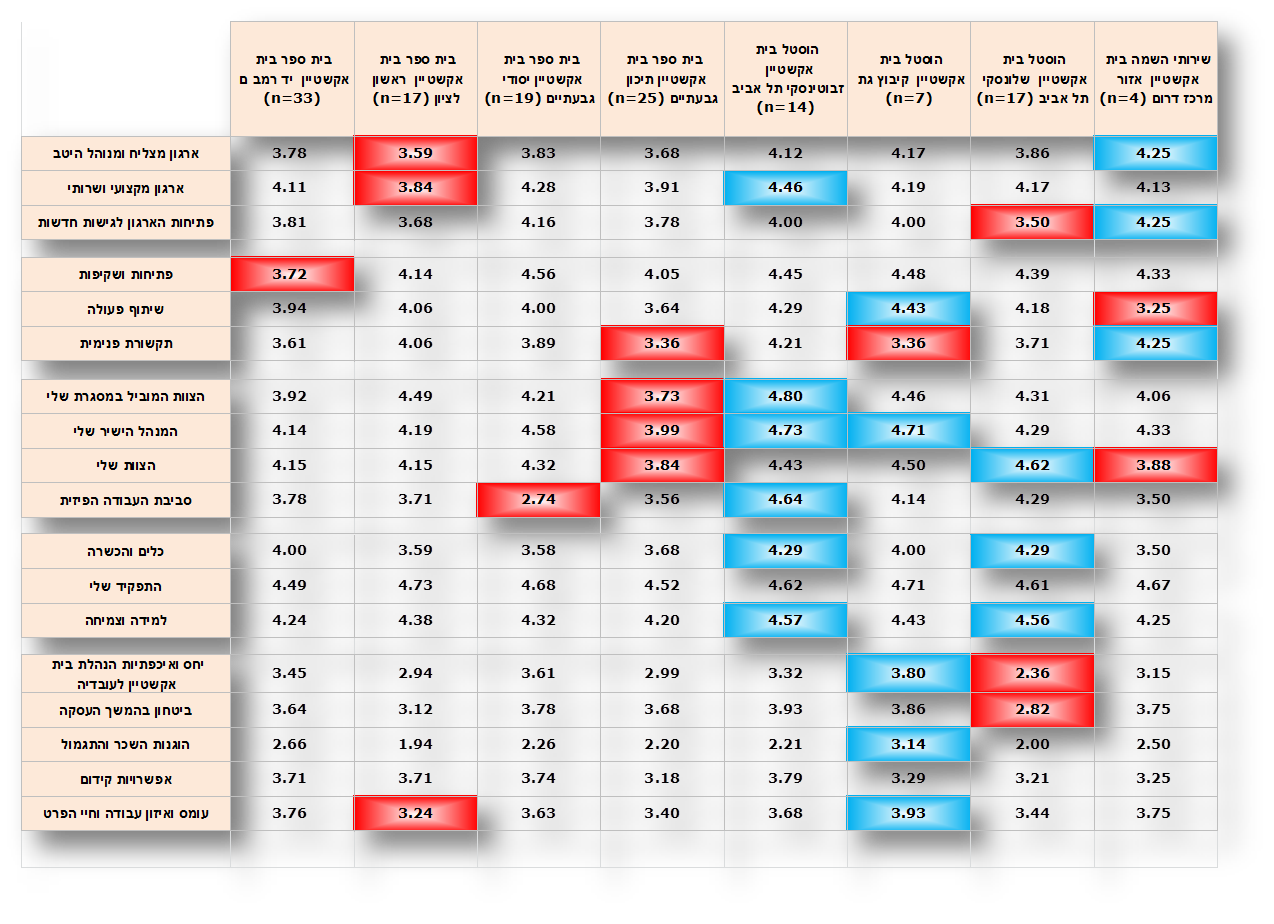 בית ספר בית
אקשטיין יד רמב ם
(n=33)
בית ספר בית
אקשטיין ראשון
לציון (n=17)
בית ספר בית
אקשטיין יסודי
גבעתיים (n=19)
בית ספר בית
אקשטיין תיכון
גבעתיים (n=25)
הוסטל בית
אקשטיין
זבוטינסקי תל אביב
(n=14)
הוסטל בית
אקשטיין קיבוץ גת
(n=7)
הוסטל בית
אקשטיין שלונסקי
תל אביב (n=17)
שירותי השמה בית
אקשטיין אזור
מרכז דרום (n=4)
ארגון מצליח ומנוהל היטב 3.78 3.59 3.83 3.68 4.12 4.17 3.86 4.25
ארגון מקצועי ושרותי 4.11 3.84 4.28 3.91 4.46 4.19 4.17 4.13
פתיחות הארגון לגישות חדשות 3.81 3.68 4.16 3.78 4.00 4.00 3.50 4.25
פתיחות ושקיפות 3.72 4.14 4.56 4.05 4.45 4.48 4.39 4.33
שיתוף פעולה 3.94 4.06 4.00 3.64 4.29 4.43 4.18 3.25
תקשורת פנימית 3.61 4.06 3.89 3.36 4.21 3.36 3.71 4.25
הצוות המוביל במסגרת שלי 3.92 4.49 4.21 3.73 4.80 4.46 4.31 4.06
המנהל הישיר שלי 4.14 4.19 4.58 3.99 4.73 4.71 4.29 4.33
הצוות שלי 4.15 4.15 4.32 3.84 4.43 4.50 4.62 3.88
סביבת העבודה הפיזית 3.78 3.71 2.74 3.56 4.64 4.14 4.29 3.50
כלים והכשרה 4.00 3.59 3.58 3.68 4.29 4.00 4.29 3.50
התפקיד שלי 4.49 4.73 4.68 4.52 4.62 4.71 4.61 4.67
למידה וצמיחה 4.24 4.38 4.32 4.20 4.57 4.43 4.56 4.25
יחס ואיכפתיות הנהלת בית
אקשטיין לעובדיה 3.45 2.94 3.61 2.99 3.32 3.80 2.36 3.15
ביטחון בהמשך העסקה 3.64 3.12 3.78 3.68 3.93 3.86 2.82 3.75
הוגנות השכר והתגמול 2.66 1.94 2.26 2.20 2.21 3.14 2.00 2.50
אפשרויות קידום 3.71 3.71 3.74 3.18 3.79 3.29 3.21 3.25
עומס ואיזון עבודה וחיי הפרט 3.76 3.24 3.63 3.40 3.68 3.93 3.44 3.75